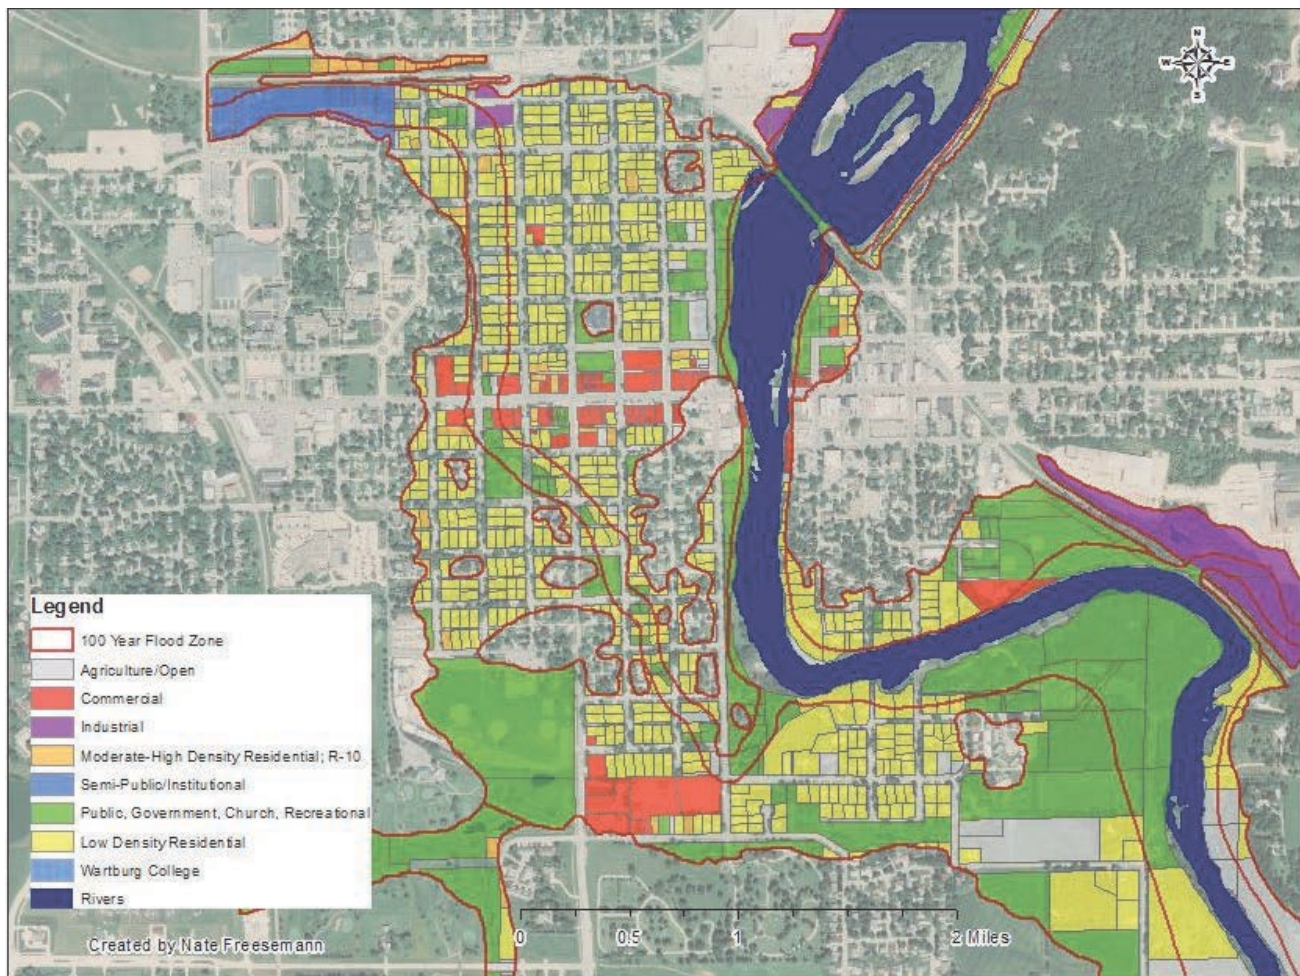 N
W E
S
Legend
100 Year Flood Zone
Agriculture/Open
Commercial
Industrial
Moderate-High Density Residential; R-10
Semi-Public/Institutional
Public, Government, Church, Recreational
Low Density Residential
Wartburg College
Rivers
Created by Nate Freesemann
0 0.5 1 2 Miles